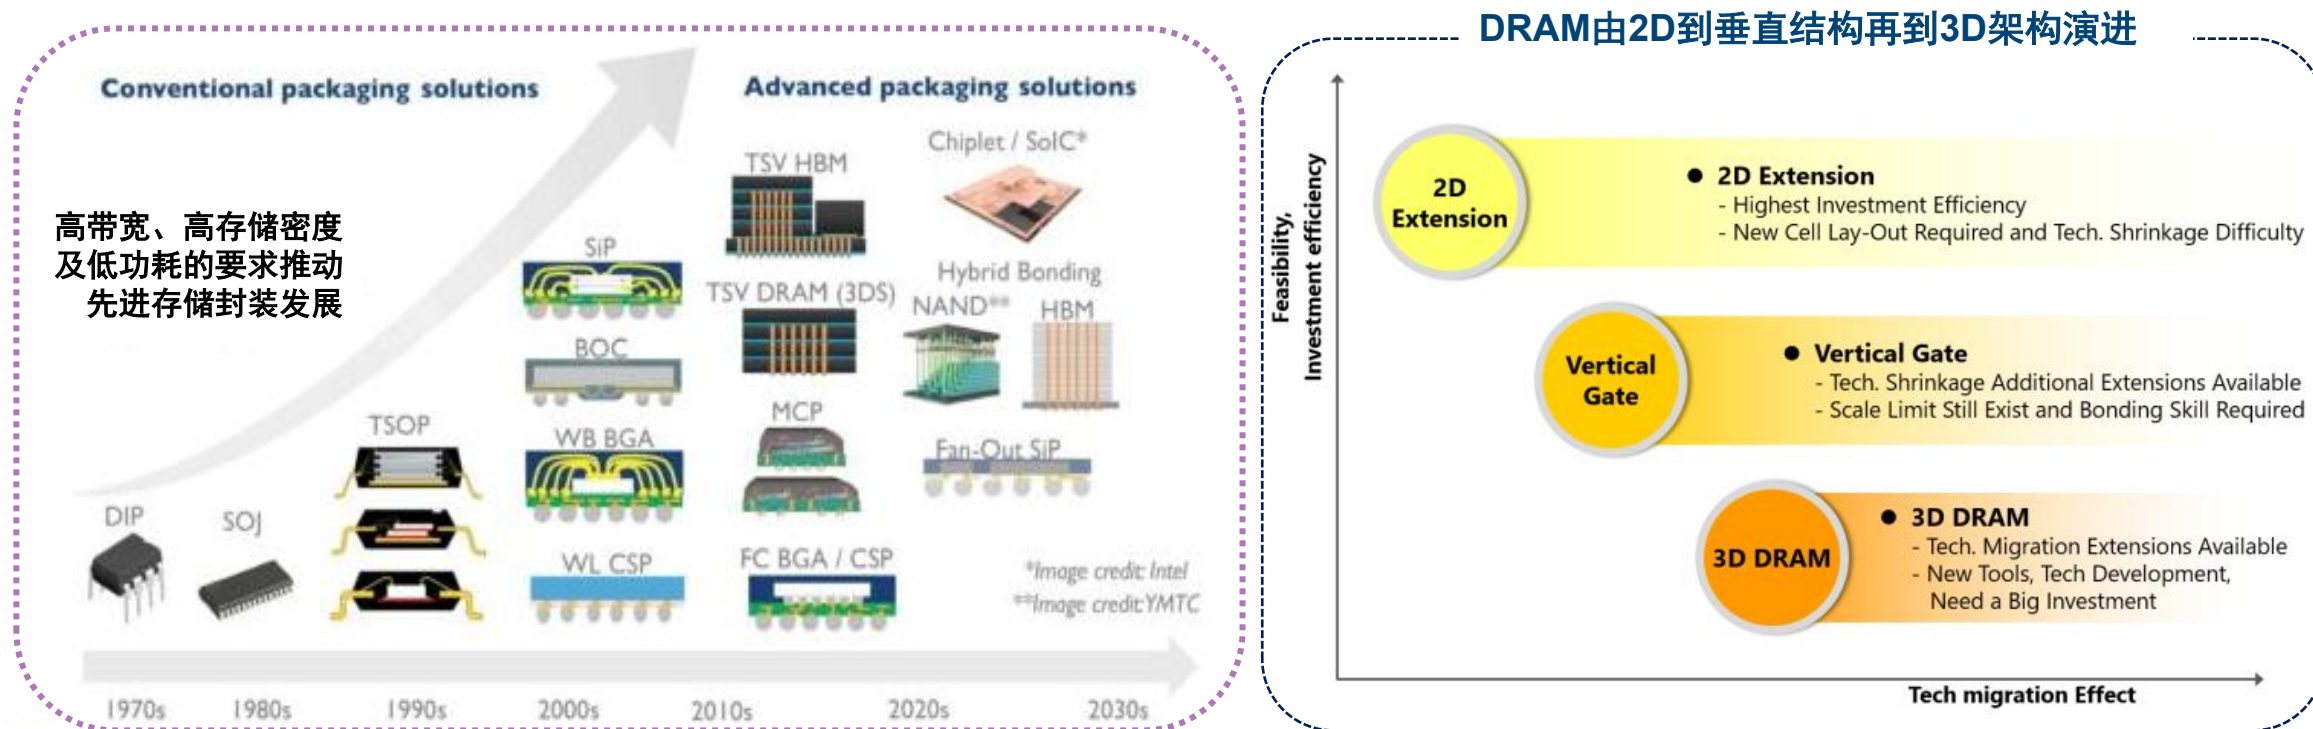 Conventional packaging solutions
Advanced packaging solutions
高带宽、高存储密度
及低功耗的要求推动
先进存储封装发展
DIP
SOJ
TSOP
SiP
BOC
WB BGA
WL CSP
TSV HBM
TSV DRAM (3DS)
MCP
FC BGA / CSP
Chiplet / SoIC*
Hybrid Bonding
NAND**
HBM
Fan-Out SiP
*Image credit: Intel
**Image credit: YMTC
1970s
1980s
1990s
2000s
2010s
2020s
2030s
DRAM由2D到垂直结构再到3D架构演进
Feasibility,
Investment efficiency
2D
Extension
● 2D Extension
- Highest Investment Efficiency
- New Cell Lay-Out Required and Tech. Shrinkage Difficulty
Vertical
Gate
● Vertical Gate
- Tech. Shrinkage Additional Extensions Available
- Scale Limit Still Exist and Bonding Skill Required
3D DRAM
● 3D DRAM
- Tech. Migration Extensions Available
- New Tools, Tech Development,
Need a Big Investment
Tech migration Effect